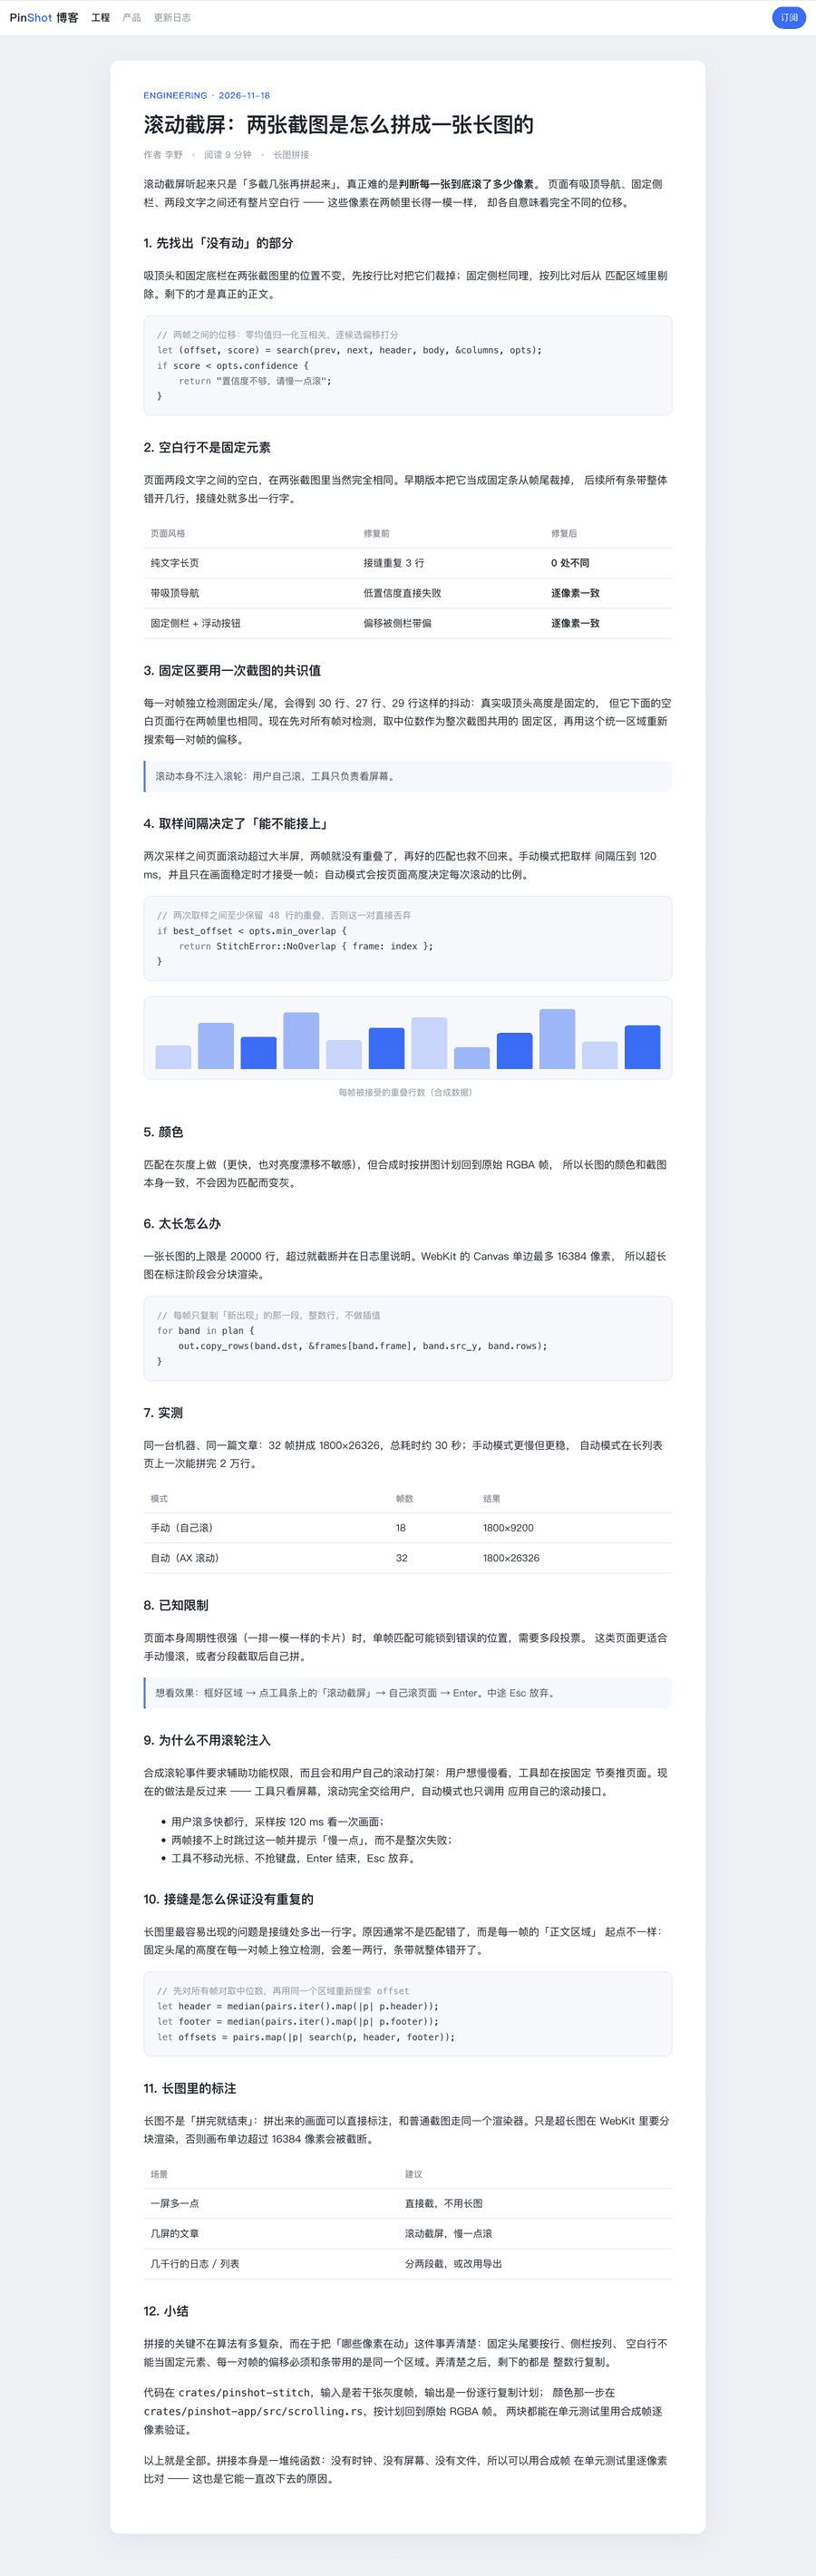 PinShot 博客 工程 产品 更新日志 订阅
ENGINEERING · 2026-11-18
滚动截屏：两张截图是怎么拼成一张长图的
作者 李野 · 阅读 9 分钟 · 长图拼接
滚动截屏听起来只是「多截几张再拼起来」，真正难的是判断每一张到底滚了多少像素。 页面有吸顶导航、固定侧
栏、两段文字之间还有整片空白行 —— 这些像素在两帧里长得一模一样， 却各自意味着完全不同的位移。
1. 先找出「没有动」的部分
吸顶头和固定底栏在两张截图里的位置不变，先按行比对把它们裁掉；固定侧栏同理，按列比对后从 匹配区域里剔
除。剩下的才是真正的正文。
// 两帧之间的位移：零均值归一化互相关，逐候选偏移打分
let (offset, score) = search(prev, next, header, body, &columns, opts);
if score < opts.confidence {
    return "置信度不够，请慢一点滚";
}
2. 空白行不是固定元素
页面两段文字之间的空白，在两张截图里当然完全相同。早期版本把它当成固定条从帧尾裁掉， 后续所有条带整体
错开几行，接缝处就多出一行字。
页面风格 修复前 修复后
纯文字长页 接缝重复 3 行 0 处不同
带吸顶导航 低置信度直接失败 逐像素一致
固定侧栏 + 浮动按钮 偏移被侧栏带偏 逐像素一致
3. 固定区要用一次截图的共识值
每一对帧独立检测固定头/尾，会得到 30 行、27 行、29 行这样的抖动：真实吸顶头高度是固定的， 但它下面的空
白页面行在两帧里也相同。现在先对所有帧对检测，取中位数作为整次截图共用的 固定区，再用这个统一区域重新
搜索每一对帧的偏移。
滚动本身不注入滚轮：用户自己滚，工具只负责看屏幕。
4. 取样间隔决定了「能不能接上」
两次采样之间页面滚动超过大半屏，两帧就没有重叠了，再好的匹配也救不回来。手动模式把取样 间隔压到 120
ms，并且只在画面稳定时才接受一帧；自动模式会按页面高度决定每次滚动的比例。
// 两次取样之间至少保留 48 行的重叠，否则这一对直接丢弃
if best_offset < opts.min_overlap {
    return StitchError::NoOverlap { frame: index };
}
每帧被接受的重叠行数（合成数据）
5. 颜色
匹配在灰度上做（更快，也对亮度漂移不敏感），但合成时按拼图计划回到原始 RGBA 帧， 所以长图的颜色和截图
本身一致，不会因为匹配而变灰。
6. 太长怎么办
一张长图的上限是 20000 行，超过就截断并在日志里说明。WebKit 的 Canvas 单边最多 16384 像素， 所以超长
图在标注阶段会分块渲染。
// 每帧只复制「新出现」的那一段，整数行，不做插值
for band in plan {
    out.copy_rows(band.dst, &frames[band.frame], band.src_y, band.rows);
}
7. 实测
同一台机器、同一篇文章：32 帧拼成 1800×26326，总耗时约 30 秒；手动模式更慢但更稳， 自动模式在长列表
页上一次能拼完 2 万行。
模式 帧数 结果
手动（自己滚） 18 1800×9200
自动（AX 滚动） 32 1800×26326
8. 已知限制
页面本身周期性很强（一排一模一样的卡片）时，单帧匹配可能锁到错误的位置，需要多段投票。 这类页面更适合
手动慢滚，或者分段截取后自己拼。
想看效果：框好区域 → 点工具条上的「滚动截屏」→ 自己滚页面 → Enter。中途 Esc 放弃。
9. 为什么不用滚轮注入
合成滚轮事件要求辅助功能权限，而且会和用户自己的滚动打架：用户想慢慢看，工具却在按固定 节奏推页面。现
在的做法是反过来 —— 工具只看屏幕，滚动完全交给用户，自动模式也只调用 应用自己的滚动接口。
• 用户滚多快都行，采样按 120 ms 看一次画面；
• 两帧接不上时跳过这一帧并提示「慢一点」，而不是整次失败；
• 工具不移动光标、不抢键盘，Enter 结束，Esc 放弃。
10. 接缝是怎么保证没有重复的
长图里最容易出现的问题是接缝处多出一行字。原因通常不是匹配错了，而是每一帧的「正文区域」 起点不一样：
固定头尾的高度在每一对帧上独立检测，会差一两行，条带就整体错开了。
// 先对所有帧对取中位数，再用同一个区域重新搜索 offset
let header = median(pairs.iter().map(|p| p.header));
let footer = median(pairs.iter().map(|p| p.footer));
let offsets = pairs.map(|p| search(p, header, footer));
11. 长图里的标注
长图不是「拼完就结束」：拼出来的画面可以直接标注，和普通截图走同一个渲染器。只是超长图在 WebKit 里要分
块渲染，否则画布单边超过 16384 像素会被截断。
场景 建议
一屏多一点 直接截，不用长图
几屏的文章 滚动截屏，慢一点滚
几千行的日志 / 列表 分两段截，或改用导出
12. 小结
拼接的关键不在算法有多复杂，而在于把「哪些像素在动」这件事弄清楚：固定头尾要按行、侧栏按列、 空白行不
能当固定元素、每一对帧的偏移必须和条带用的是同一个区域。弄清楚之后，剩下的都是 整数行复制。
代码在 crates/pinshot-stitch，输入是若干张灰度帧，输出是一份逐行复制计划； 颜色那一步在
crates/pinshot-app/src/scrolling.rs，按计划回到原始 RGBA 帧。 两块都能在单元测试里用合成帧逐
像素验证。
以上就是全部。拼接本身是一堆纯函数：没有时钟、没有屏幕、没有文件，所以可以用合成帧 在单元测试里逐像素
比对 —— 这也是它能一直改下去的原因。